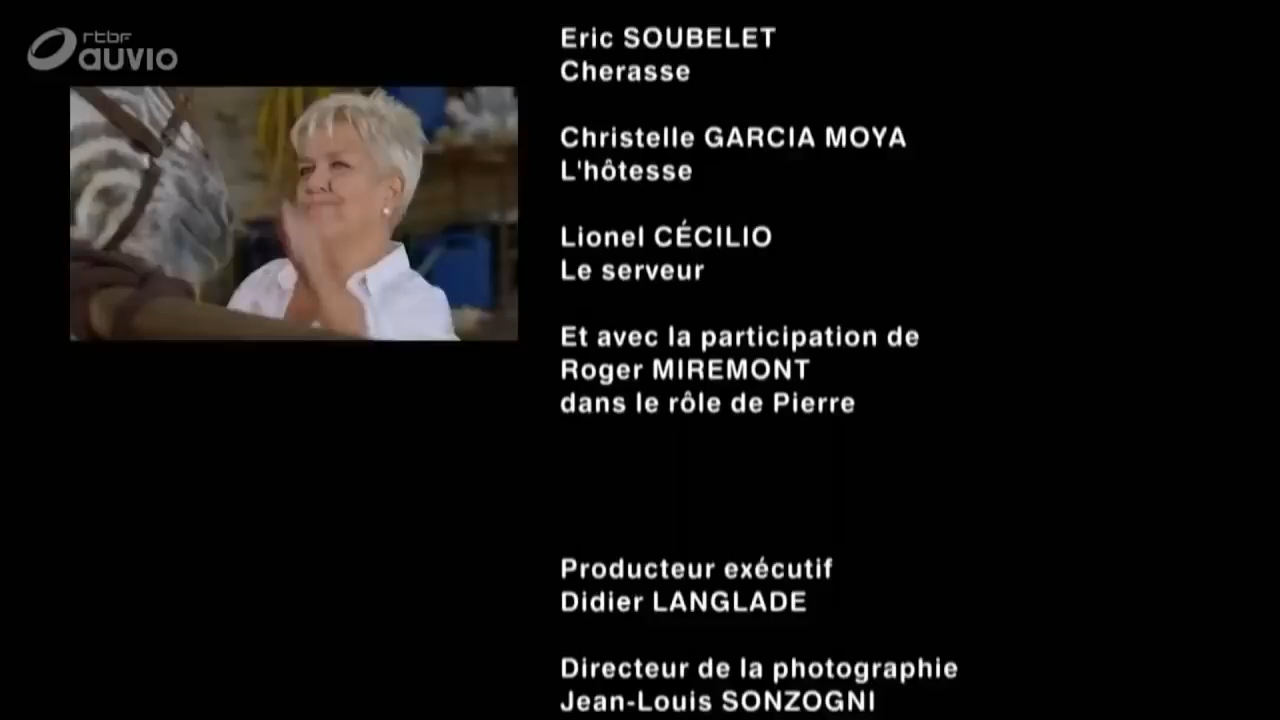 rtbf
auvio
Eric SOUBELET
Cherasse
Christelle GARCIA MOYA
L'hôtesse
Lionel CÉCILIO
Le serveur
Et avec la participation de
Roger MIREMONT
dans le rôle de Pierre
Producteur exécutif
Didier LANGLADE
Directeur de la photographie
Jean-Louis SONZOGNI